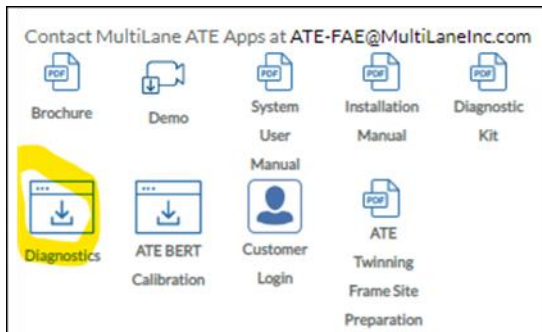 Contact MultiLane ATE Apps at ATE-FAE@MultiLaneInc.com
PDF
PDF
PDF
PDF
Brochure
Demo
System
User
Manual
Installation
Manual
Diagnostic
Kit
PDF
Diagnostics
ATE BERT
Calibration
Customer
Login
ATE
Twinning
Frame Site
Preparation